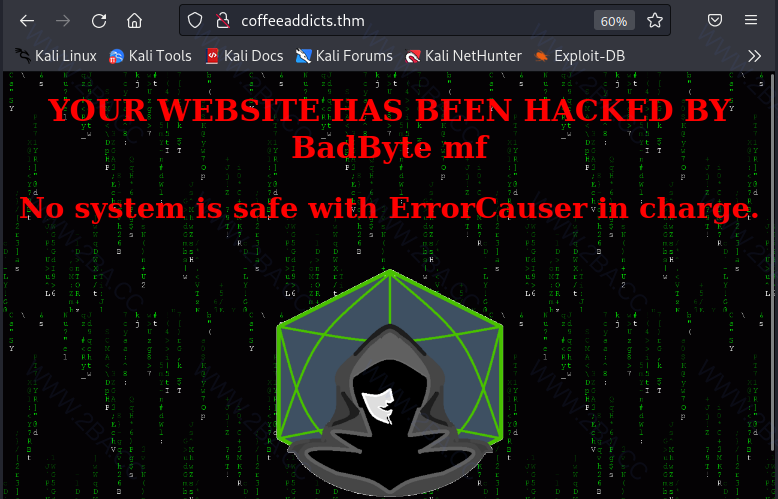 coffeeaddicts.thm 60%
Kali Linux Kali Tools Kali Docs Kali Forums Kali NetHunter Exploit-DB
YOUR WEBSITE HAS BEEN HACKED BY
BadByte mf
No system is safe with ErrorCauser in charge.